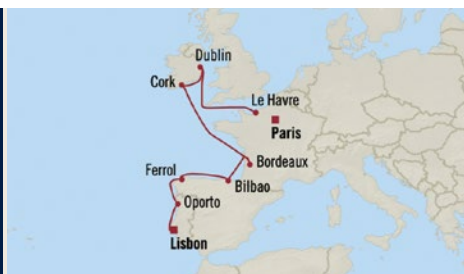 Dublin
Cork
Le Havre
Paris
Bordeaux
Ferrol
Bilbao
Oporto
Lisbon